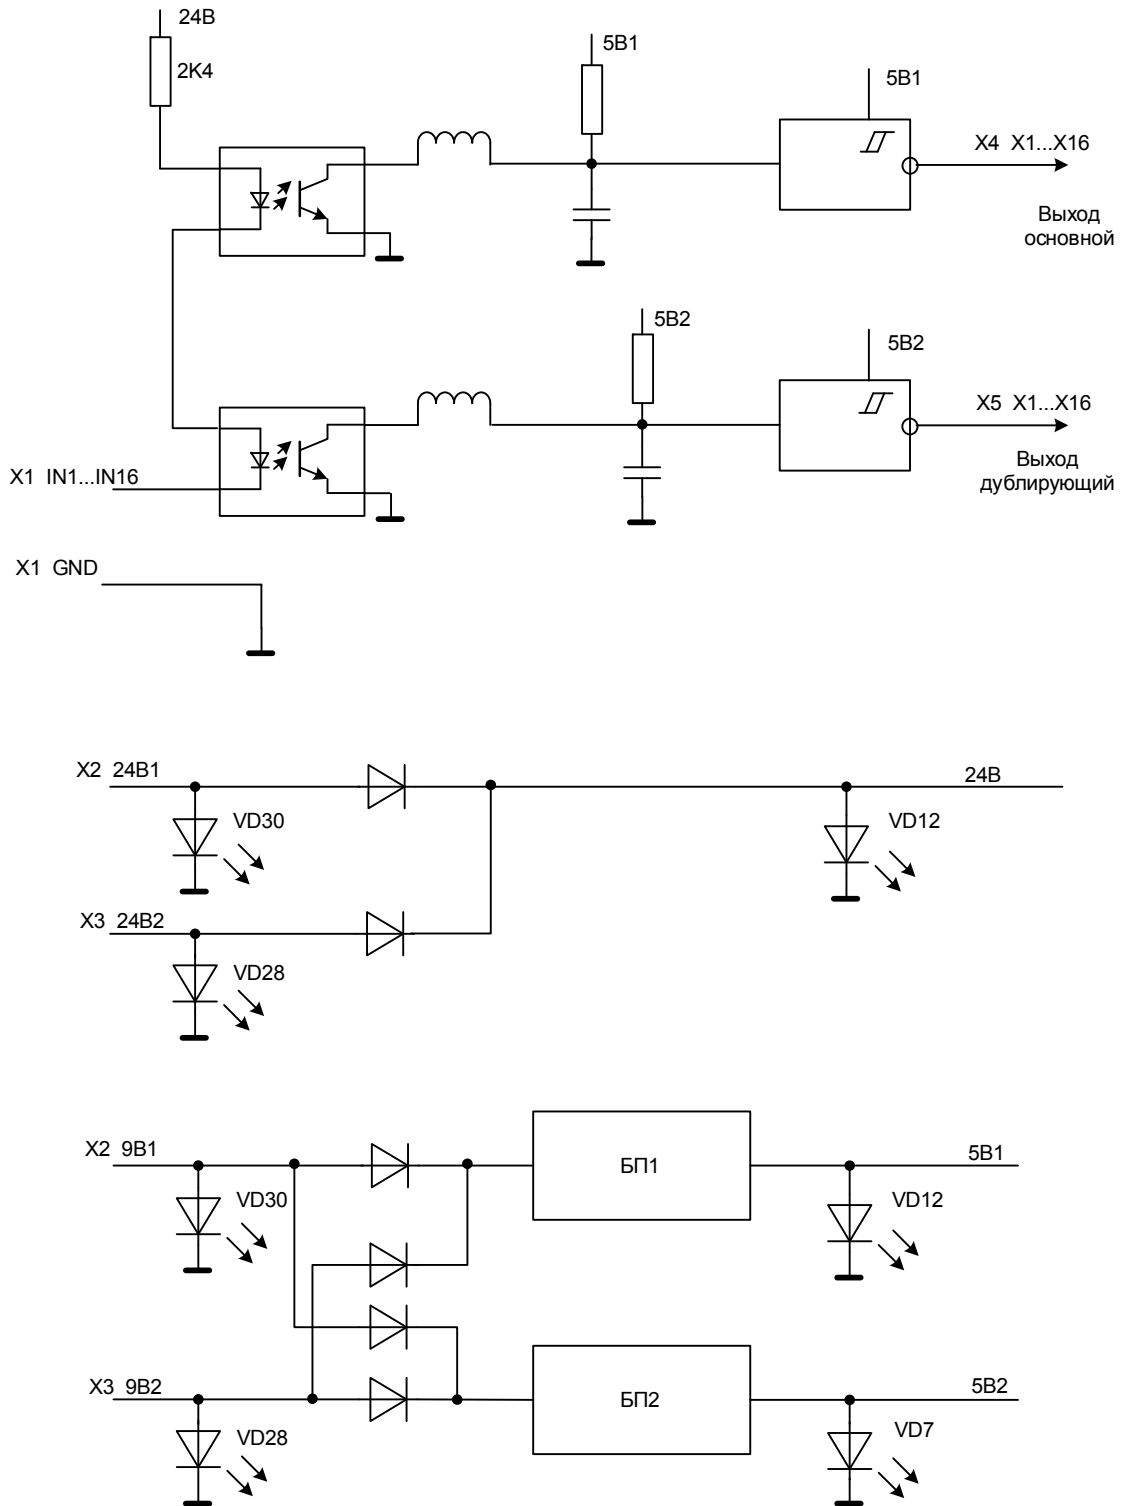 24В
2К4
5В1
5В1
X4 X1...X16
Выход
основной
5В2
5В2
X5 X1...X16
Выход
дублирующий
X1 IN1...IN16
X1 GND
X2 24В1
24В
VD30
VD12
X3 24В2
VD28
X2 9В1
БП1
5В1
VD30
VD12
X3 9В2
БП2
5В2
VD28
VD7